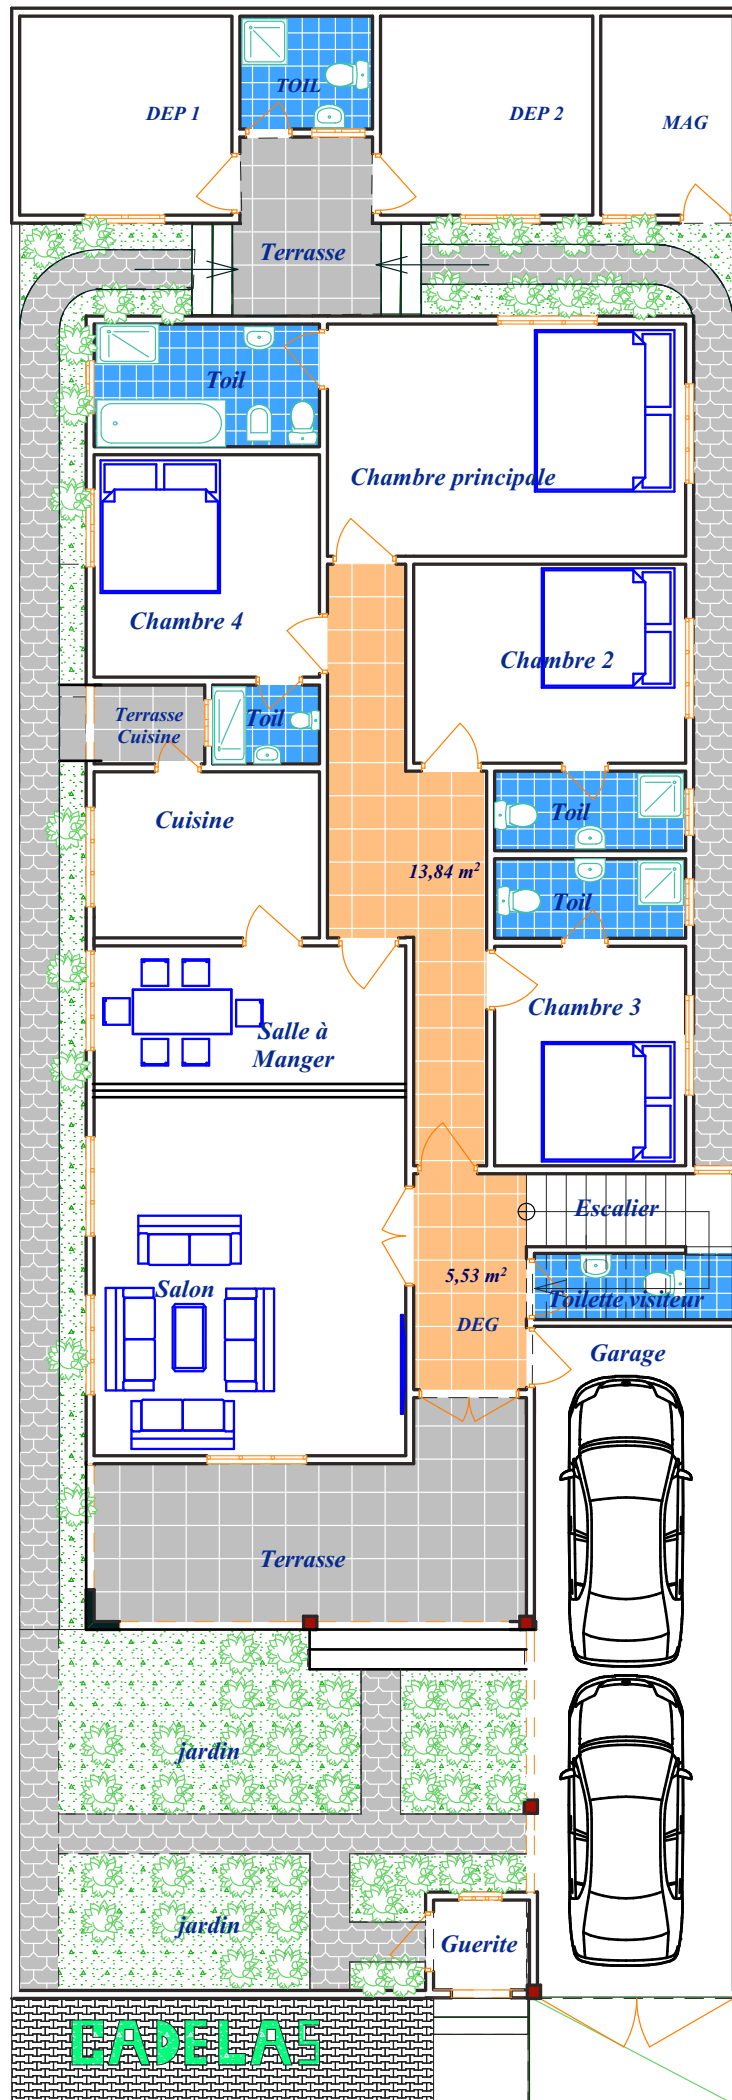 DEP 1
TOIL
DEP 2
MAG
Terrasse
Toil
Chambre principale
Chambre 4
Chambre 2
Terrasse
Cuisine
Toil
Cuisine
Toil
13,84 m²
Toil
Salle à
Manger
Chambre 3
Escalier
Salon
5,53 m²
Toilette visiteur
DEG
Garage
Terrasse
jardin
jardin
Guerite
CADELAS